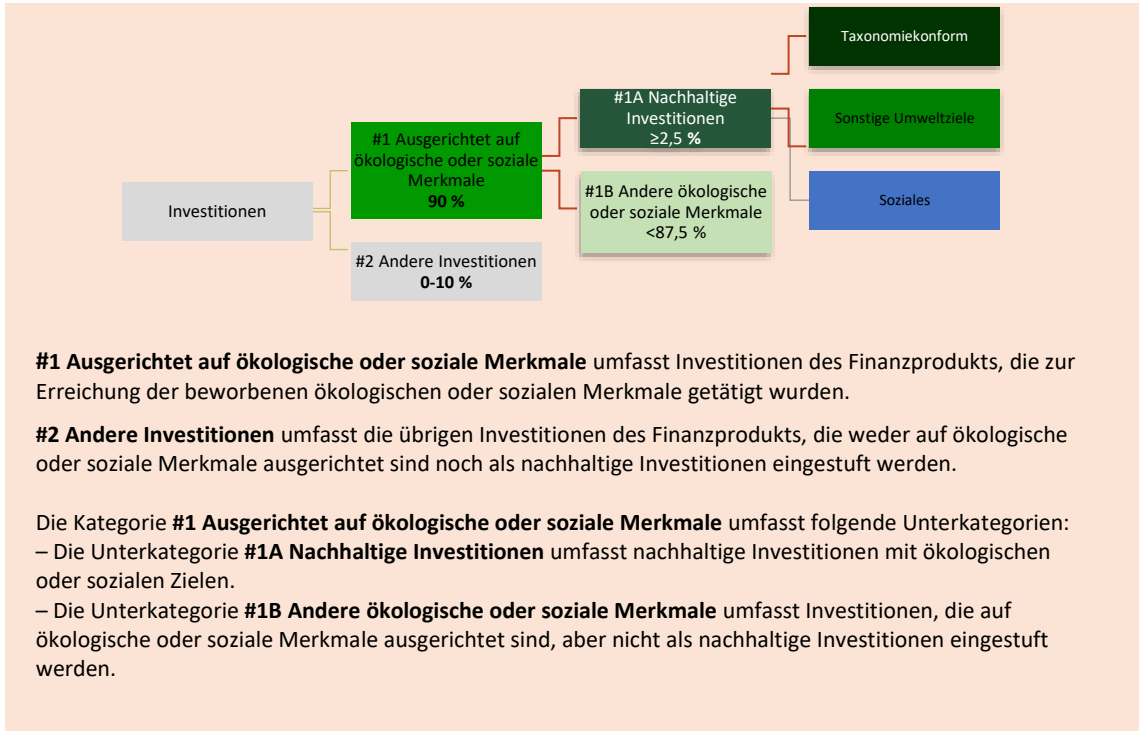 Taxonomiekonform
#1A Nachhaltige
Investitionen
≥2,5 %
Sonstige Umweltziele
#1 Ausgerichtet auf
ökologische oder soziale
Merkmale
90 %
#1B Andere ökologische
oder soziale Merkmale
<87,5 %
Soziales
Investitionen
#2 Andere Investitionen
0-10 %
#1 Ausgerichtet auf ökologische oder soziale Merkmale umfasst Investitionen des Finanzprodukts, die zur
Erreichung der beworbenen ökologischen oder sozialen Merkmale getätigt wurden.
#2 Andere Investitionen umfasst die übrigen Investitionen des Finanzprodukts, die weder auf ökologische
oder soziale Merkmale ausgerichtet sind noch als nachhaltige Investitionen eingestuft werden.
Die Kategorie #1 Ausgerichtet auf ökologische oder soziale Merkmale umfasst folgende Unterkategorien:
– Die Unterkategorie #1A Nachhaltige Investitionen umfasst nachhaltige Investitionen mit ökologischen
oder sozialen Zielen.
– Die Unterkategorie #1B Andere ökologische oder soziale Merkmale umfasst Investitionen, die auf
ökologische oder soziale Merkmale ausgerichtet sind, aber nicht als nachhaltige Investitionen eingestuft
werden.